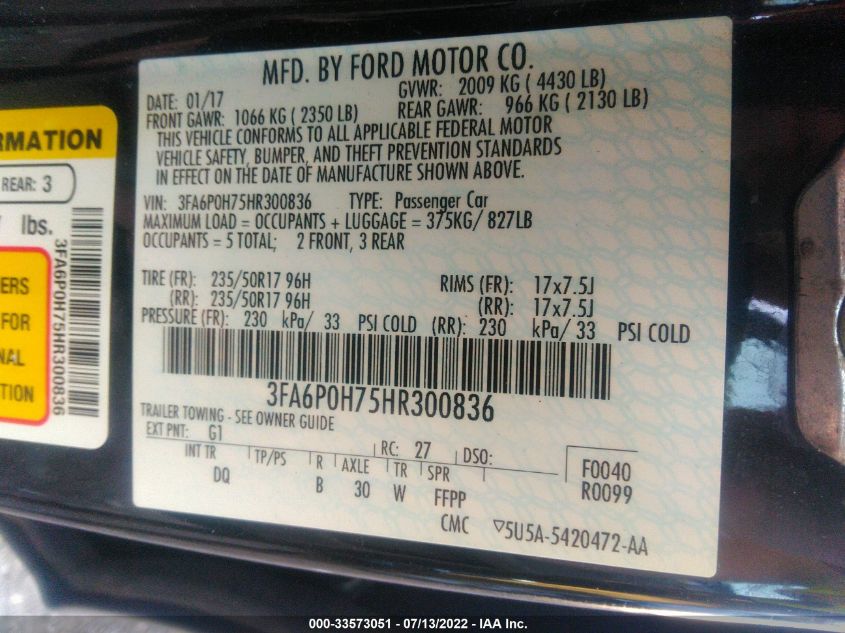 MFD. BY FORD MOTOR CO.
DATE: 01/17 GVWR: 2009 KG ( 4430 LB)
FRONT GAWR: 1066 KG ( 2350 LB) REAR GAWR: 966 KG ( 2130 LB)
THIS VEHICLE CONFORMS TO ALL APPLICABLE FEDERAL MOTOR
VEHICLE SAFETY, BUMPER, AND THEFT PREVENTION STANDARDS
IN EFFECT ON THE DATE OF MANUFACTURE SHOWN ABOVE.
VIN: 3FA6P0H75HR300836 TYPE: Passenger Car
MAXIMUM LOAD = OCCUPANTS + LUGGAGE = 375KG/ 827LB
OCCUPANTS = 5 TOTAL; 2 FRONT, 3 REAR
TIRE (FR): 235/50R17 96H RIMS (FR): 17x7.5J
(RR): 235/50R17 96H (RR): 17x7.5J
PRESSURE (FR): 230 kPa/ 33 PSI COLD (RR): 230 kPa/ 33 PSI COLD
3FA6P0H75HR300836
TRAILER TOWING - SEE OWNER GUIDE
EXT PNT: G1 RC: 27 DSO:
INT TR TP/PS R AXLE TR SPR F0040
DQ B 30 W FFPP R0099
CMC ▽5U5A-5420472-AA
RMATION
REAR: 3
lbs.
3FA6P0H75HR300836
ERS
FOR
NAL
TION
000-33573051 - 07/13/2022 - IAA Inc.